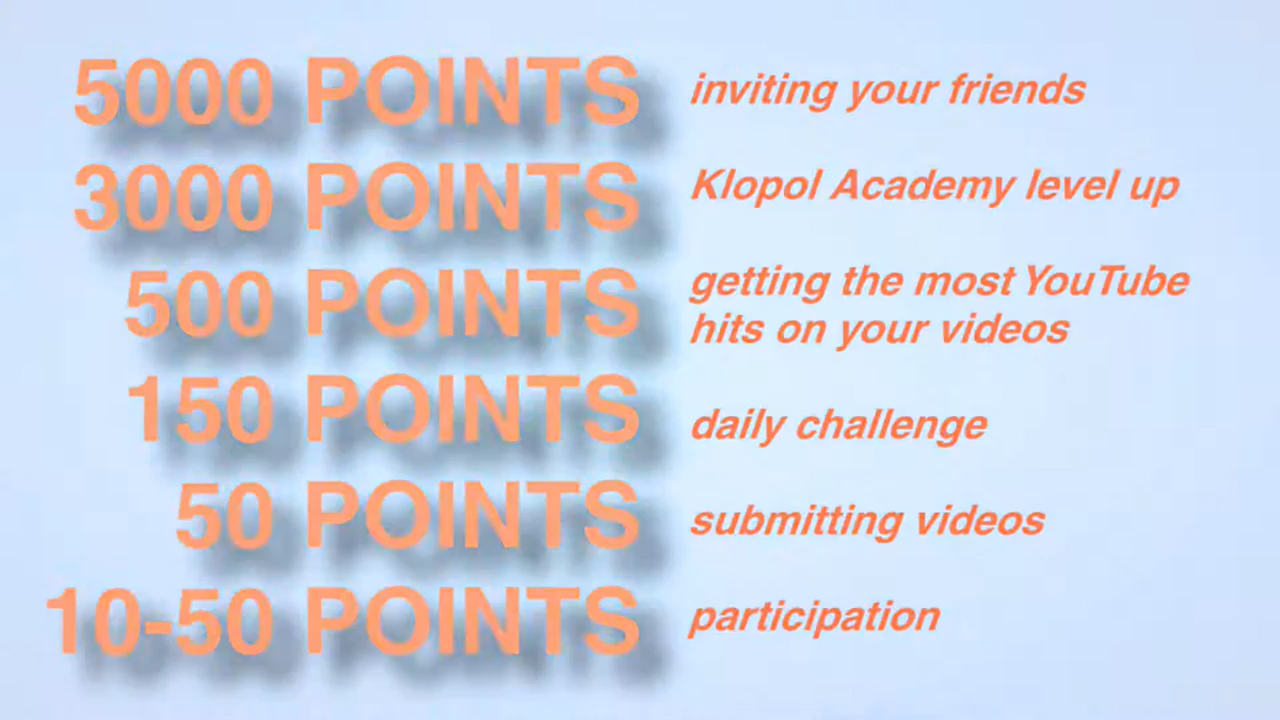 5000 POINTS inviting your friends
3000 POINTS Klopol Academy level up
500 POINTS getting the most YouTube
hits on your videos
150 POINTS daily challenge
50 POINTS submitting videos
10-50 POINTS participation